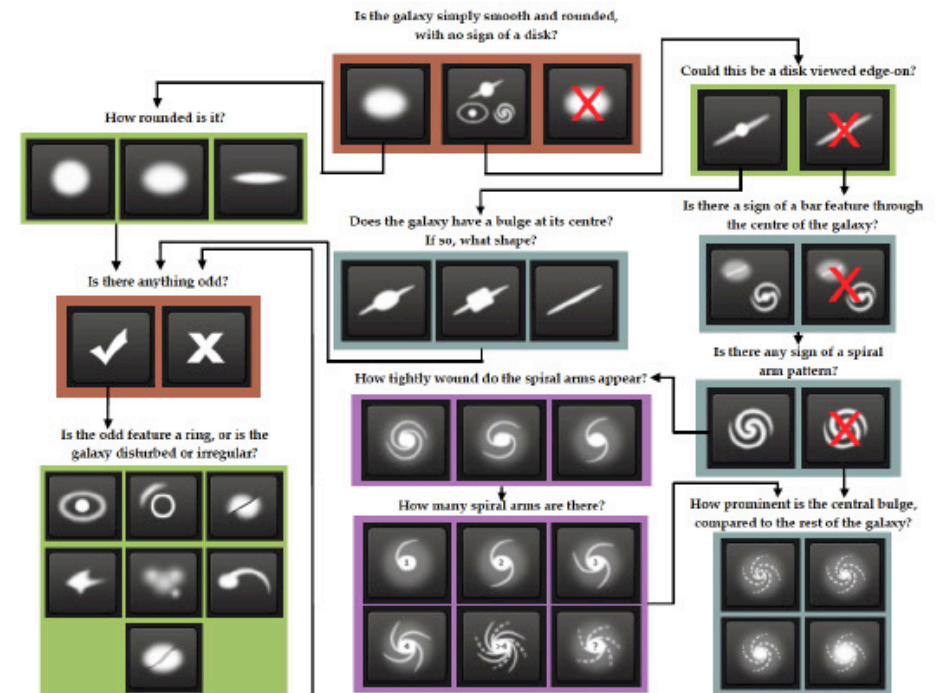 Is the galaxy simply smooth and rounded,
with no sign of a disk?
Could this be a disk viewed edge-on?
How rounded is it?
Is there a sign of a bar feature through
the centre of the galaxy?
Does the galaxy have a bulge at its centre?
If so, what shape?
Is there anything odd?
Is there any sign of a spiral
arm pattern?
How tightly wound do the spiral arms appear?
Is the odd feature a ring, or is the
galaxy disturbed or irregular?
How many spiral arms are there?
How prominent is the central bulge,
compared to the rest of the galaxy?
1
2
3
4
>4
?